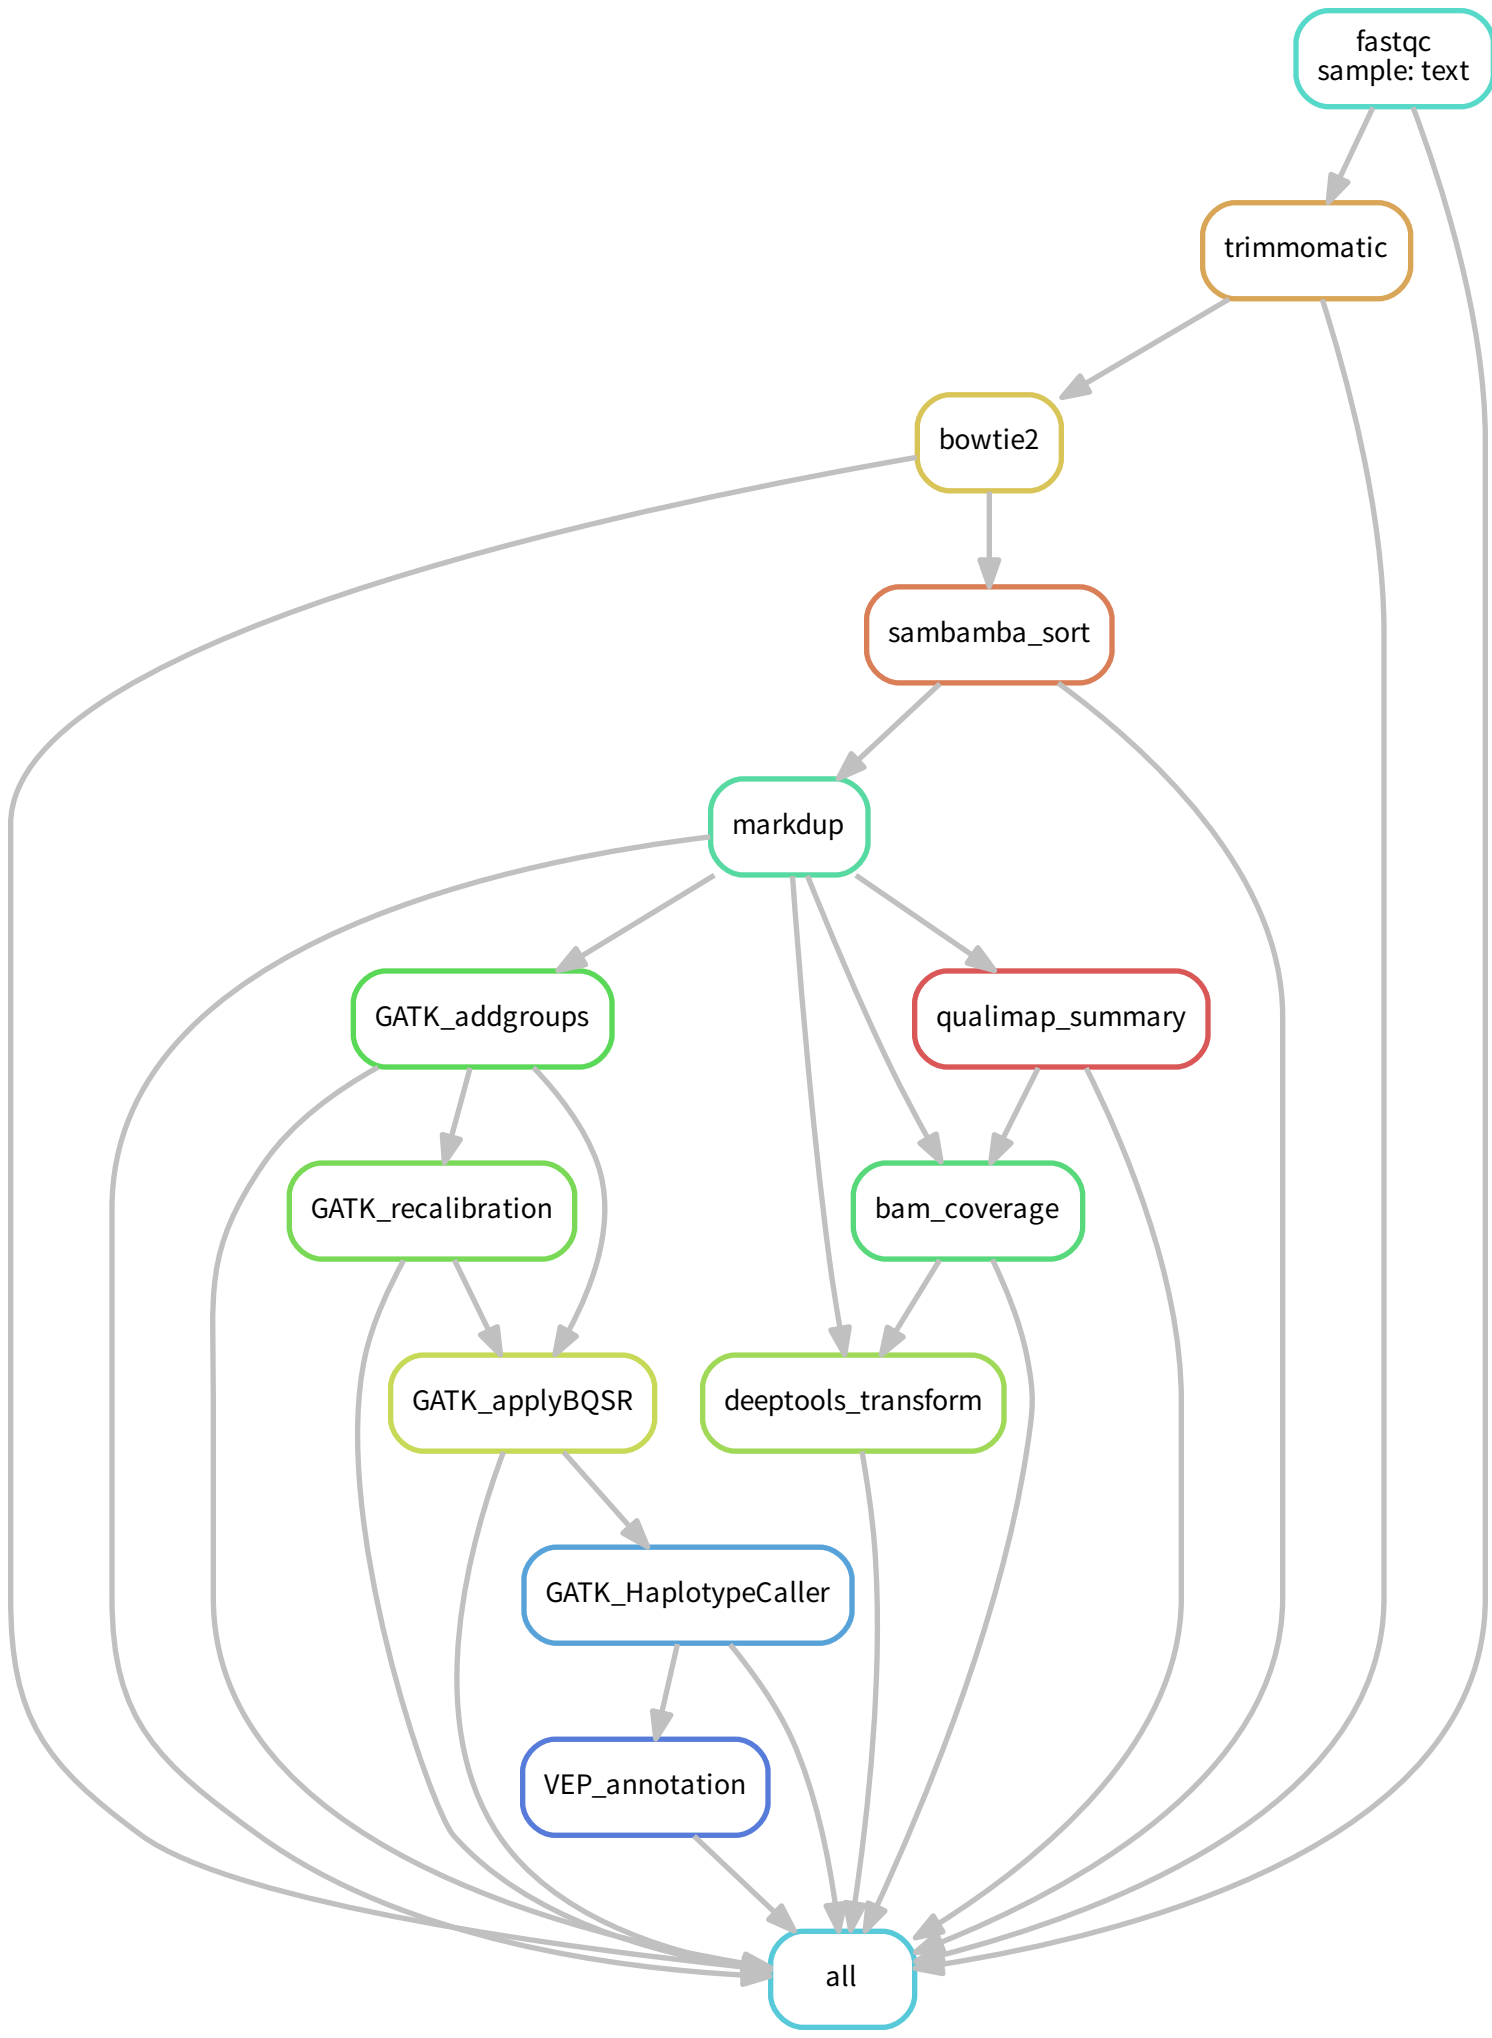 fastqc
sample: text
trimmomatic
bowtie2
sambamba_sort
markdup
GATK_addgroups
qualimap_summary
GATK_recalibration
bam_coverage
GATK_applyBQSR
deeptools_transform
GATK_HaplotypeCaller
VEP_annotation
all